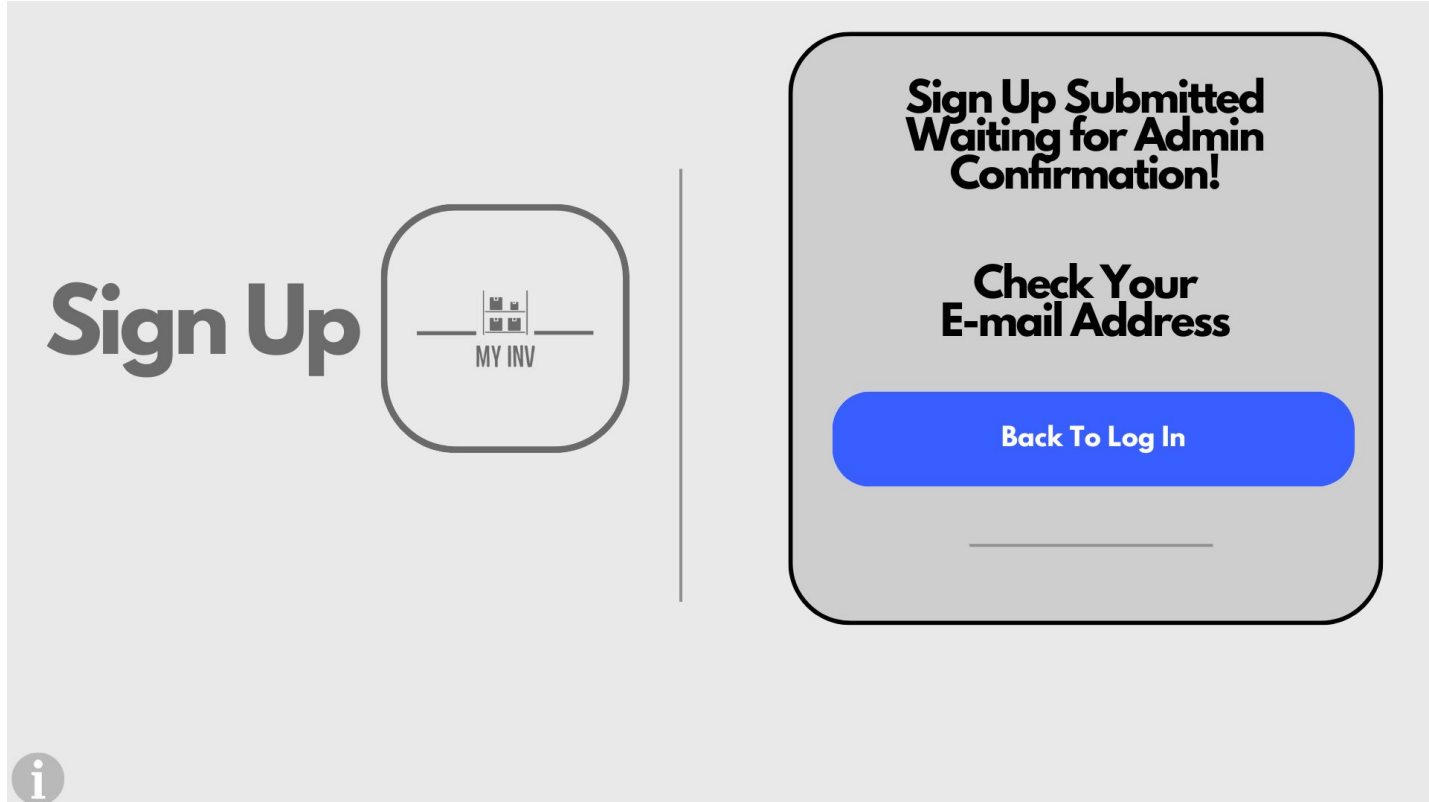 Sign Up
MY INV
Sign Up Submitted
Waiting for Admin
Confirmation!
Check Your
E-mail Address
Back To Log In
i